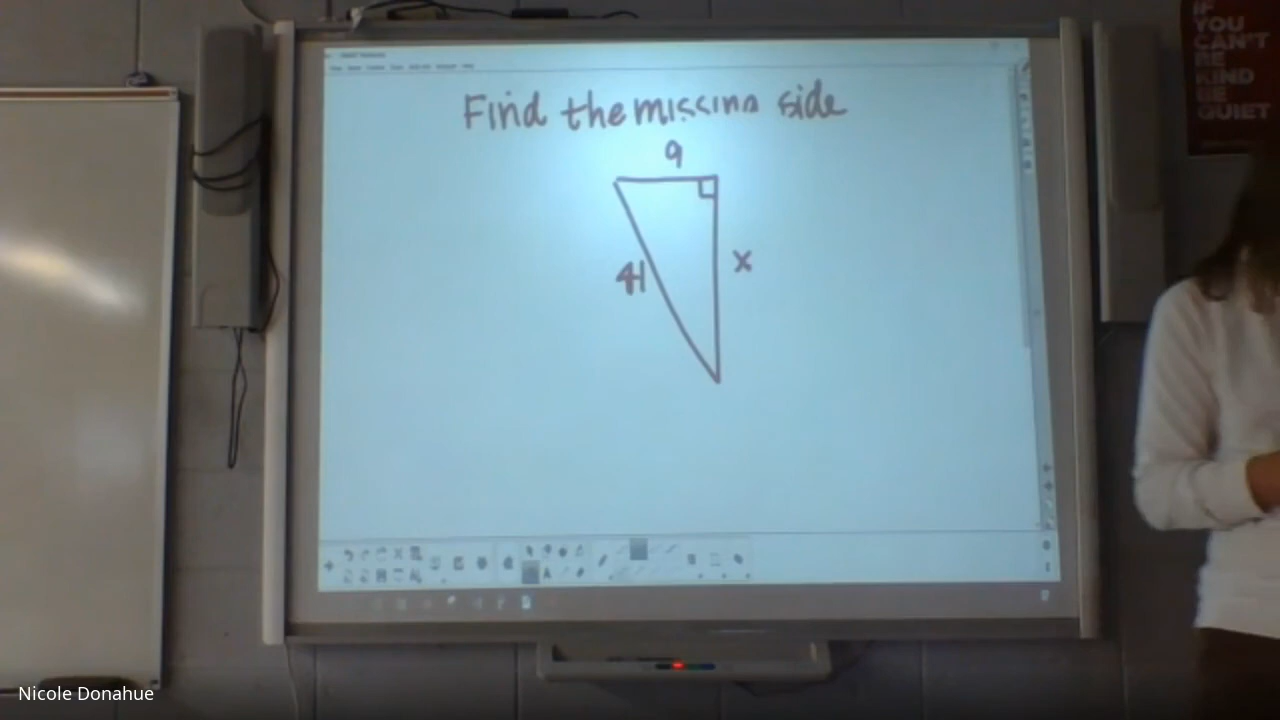 Find the missing side
9
41
x
IF
YOU
CAN'T
BE
KIND
BE
QUIET
Nicole Donahue